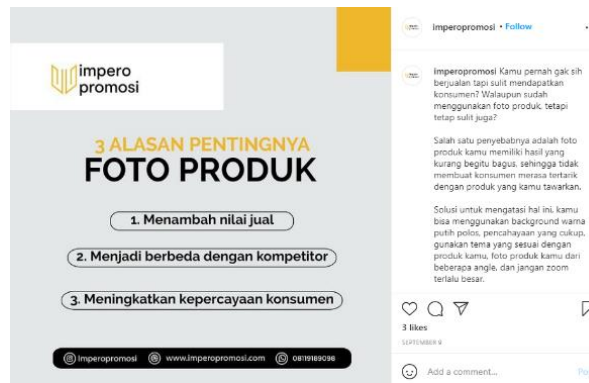 impero
promosi
3 ALASAN PENTINGNYA
FOTO PRODUK
1. Menambah nilai jual
2. Menjadi berbeda dengan kompetitor
3. Meningkatkan kepercayaan konsumen
Imperopromosi www.imperopromosi.com 08119189098
imperopromosi • Follow
imperopromosi Kamu pernah gak sih
berjualan tapi sulit mendapatkan
konsumen? Walaupun sudah
menggunakan foto produk, tetapi
tetap sulit juga?
Salah satu penyebabnya adalah foto
produk kamu memiliki hasil yang
kurang begitu bagus, sehingga tidak
membuat konsumen merasa tertarik
dengan produk yang kamu tawarkan.
Solusi untuk mengatasi hal ini, kamu
bisa menggunakan background warna
putih polos, pencahayaan yang cukup,
gunakan tema yang sesuai dengan
produk kamu, foto produk kamu dari
beberapa angle, dan jangan zoom
terlalu besar.
3 likes
Add a comment...